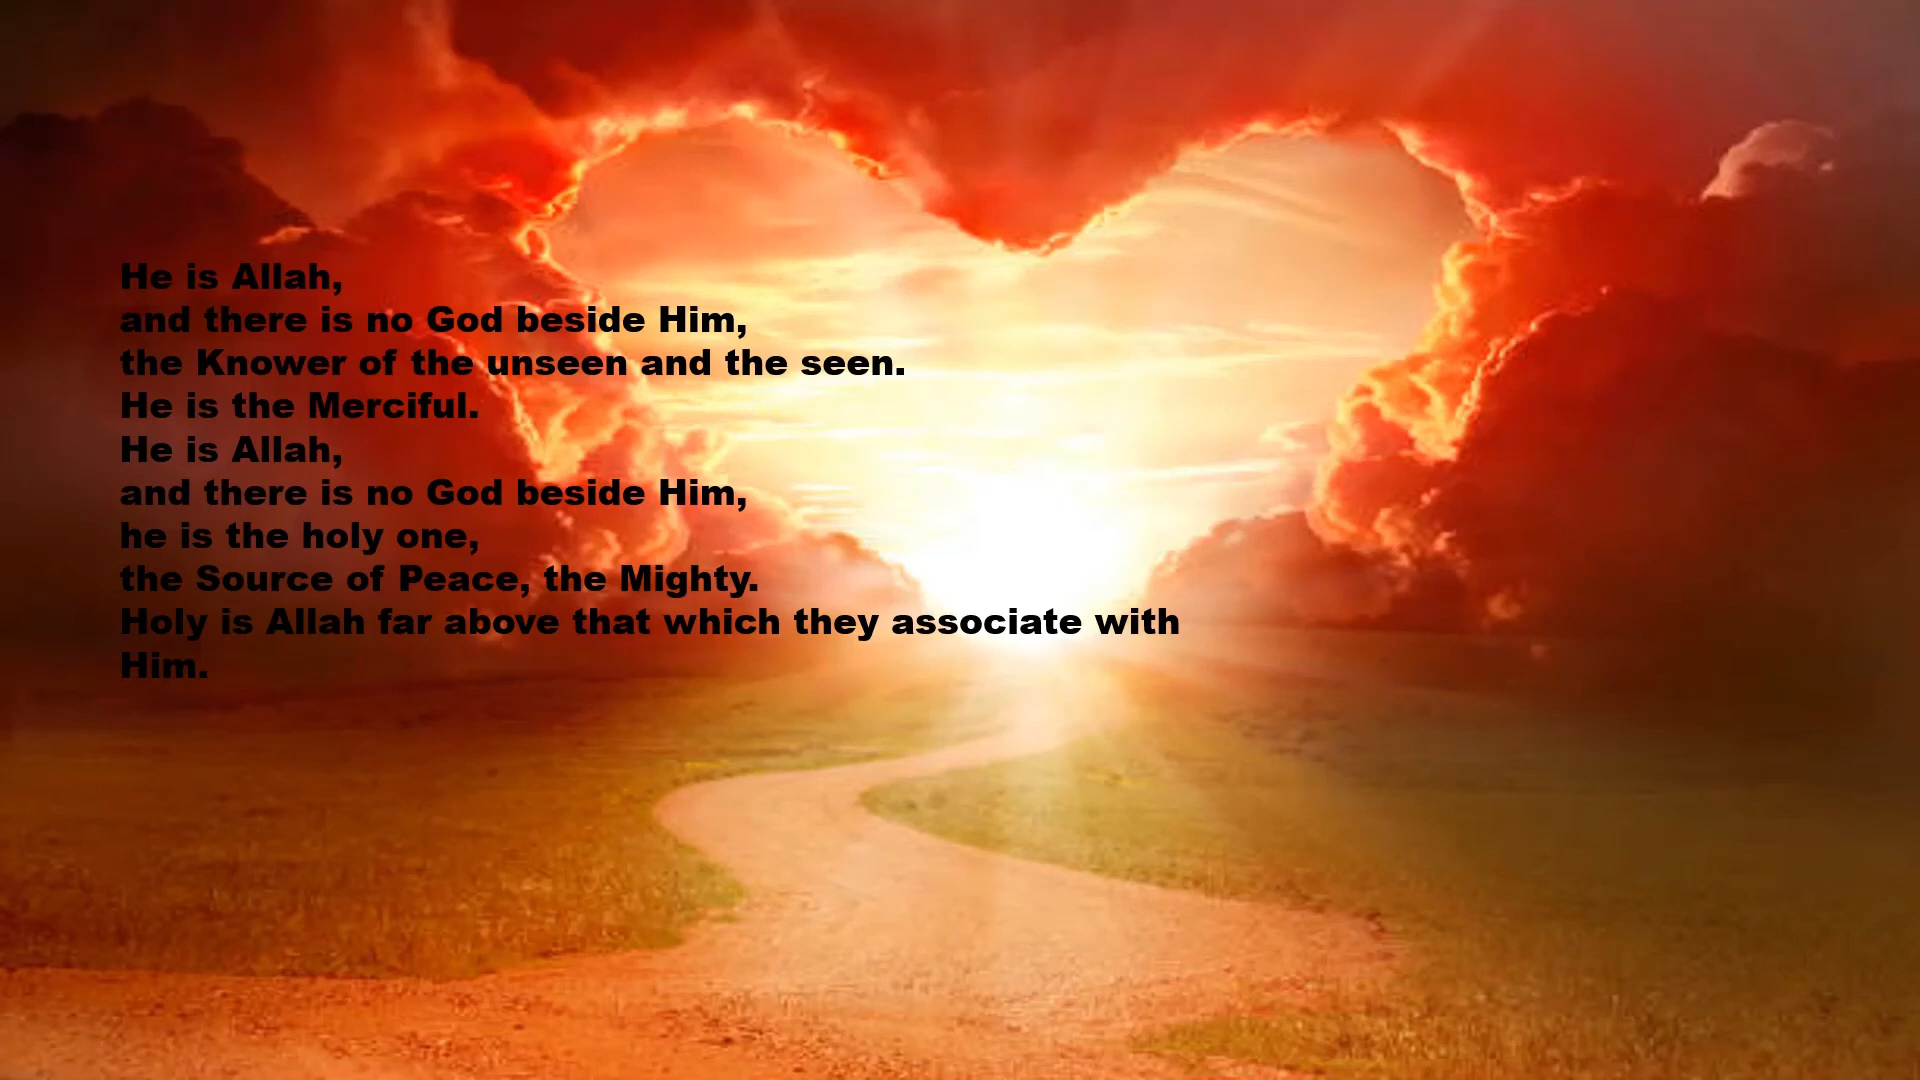 He is Allah,
and there is no God beside Him,
the Knower of the unseen and the seen.
He is the Merciful.
He is Allah,
and there is no God beside Him,
he is the holy one,
the Source of Peace, the Mighty.
Holy is Allah far above that which they associate with
Him.